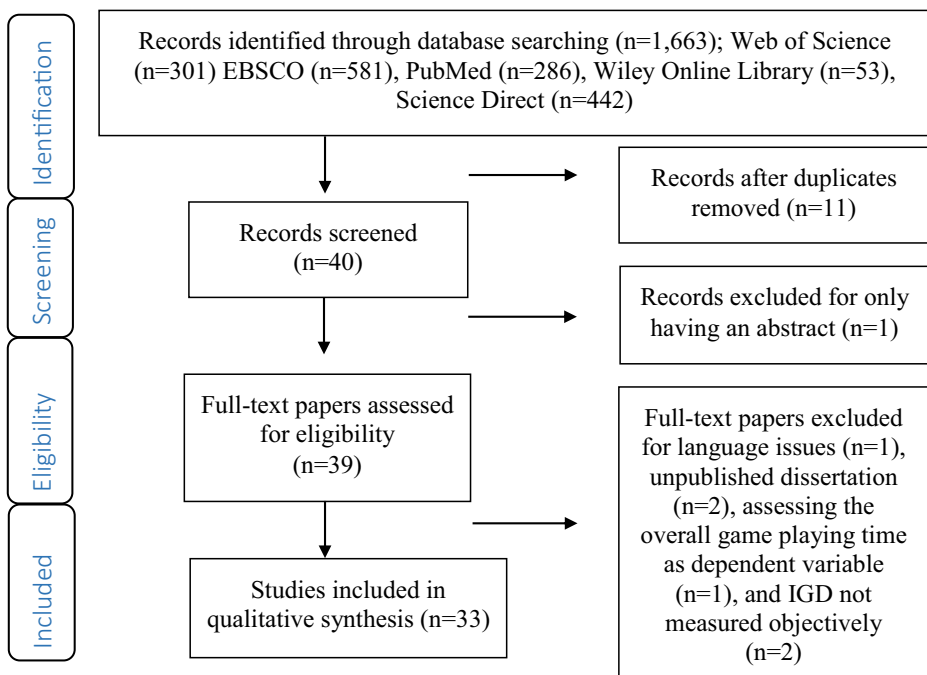 Identification
Records identified through database searching (n=1,663); Web of Science
(n=301) EBSCO (n=581), PubMed (n=286), Wiley Online Library (n=53),
Science Direct (n=442)
Records after duplicates
removed (n=11)
Screening
Records screened
(n=40)
Records excluded for only
having an abstract (n=1)
Eligibility
Full-text papers assessed
for eligibility
(n=39)
Full-text papers excluded
for language issues (n=1),
unpublished dissertation
(n=2), assessing the
overall game playing time
as dependent variable
(n=1), and IGD not
measured objectively
(n=2)
Included
Studies included in
qualitative synthesis (n=33)